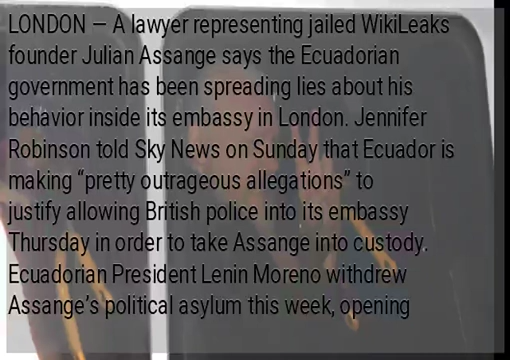 LONDON — A lawyer representing jailed WikiLeaks
founder Julian Assange says the Ecuadorian
government has been spreading lies about his
behavior inside its embassy in London. Jennifer
Robinson told Sky News on Sunday that Ecuador is
making “pretty outrageous allegations” to
justify allowing British police into its embassy
Thursday in order to take Assange into custody.
Ecuadorian President Lenin Moreno withdrew
Assange’s political asylum this week, opening